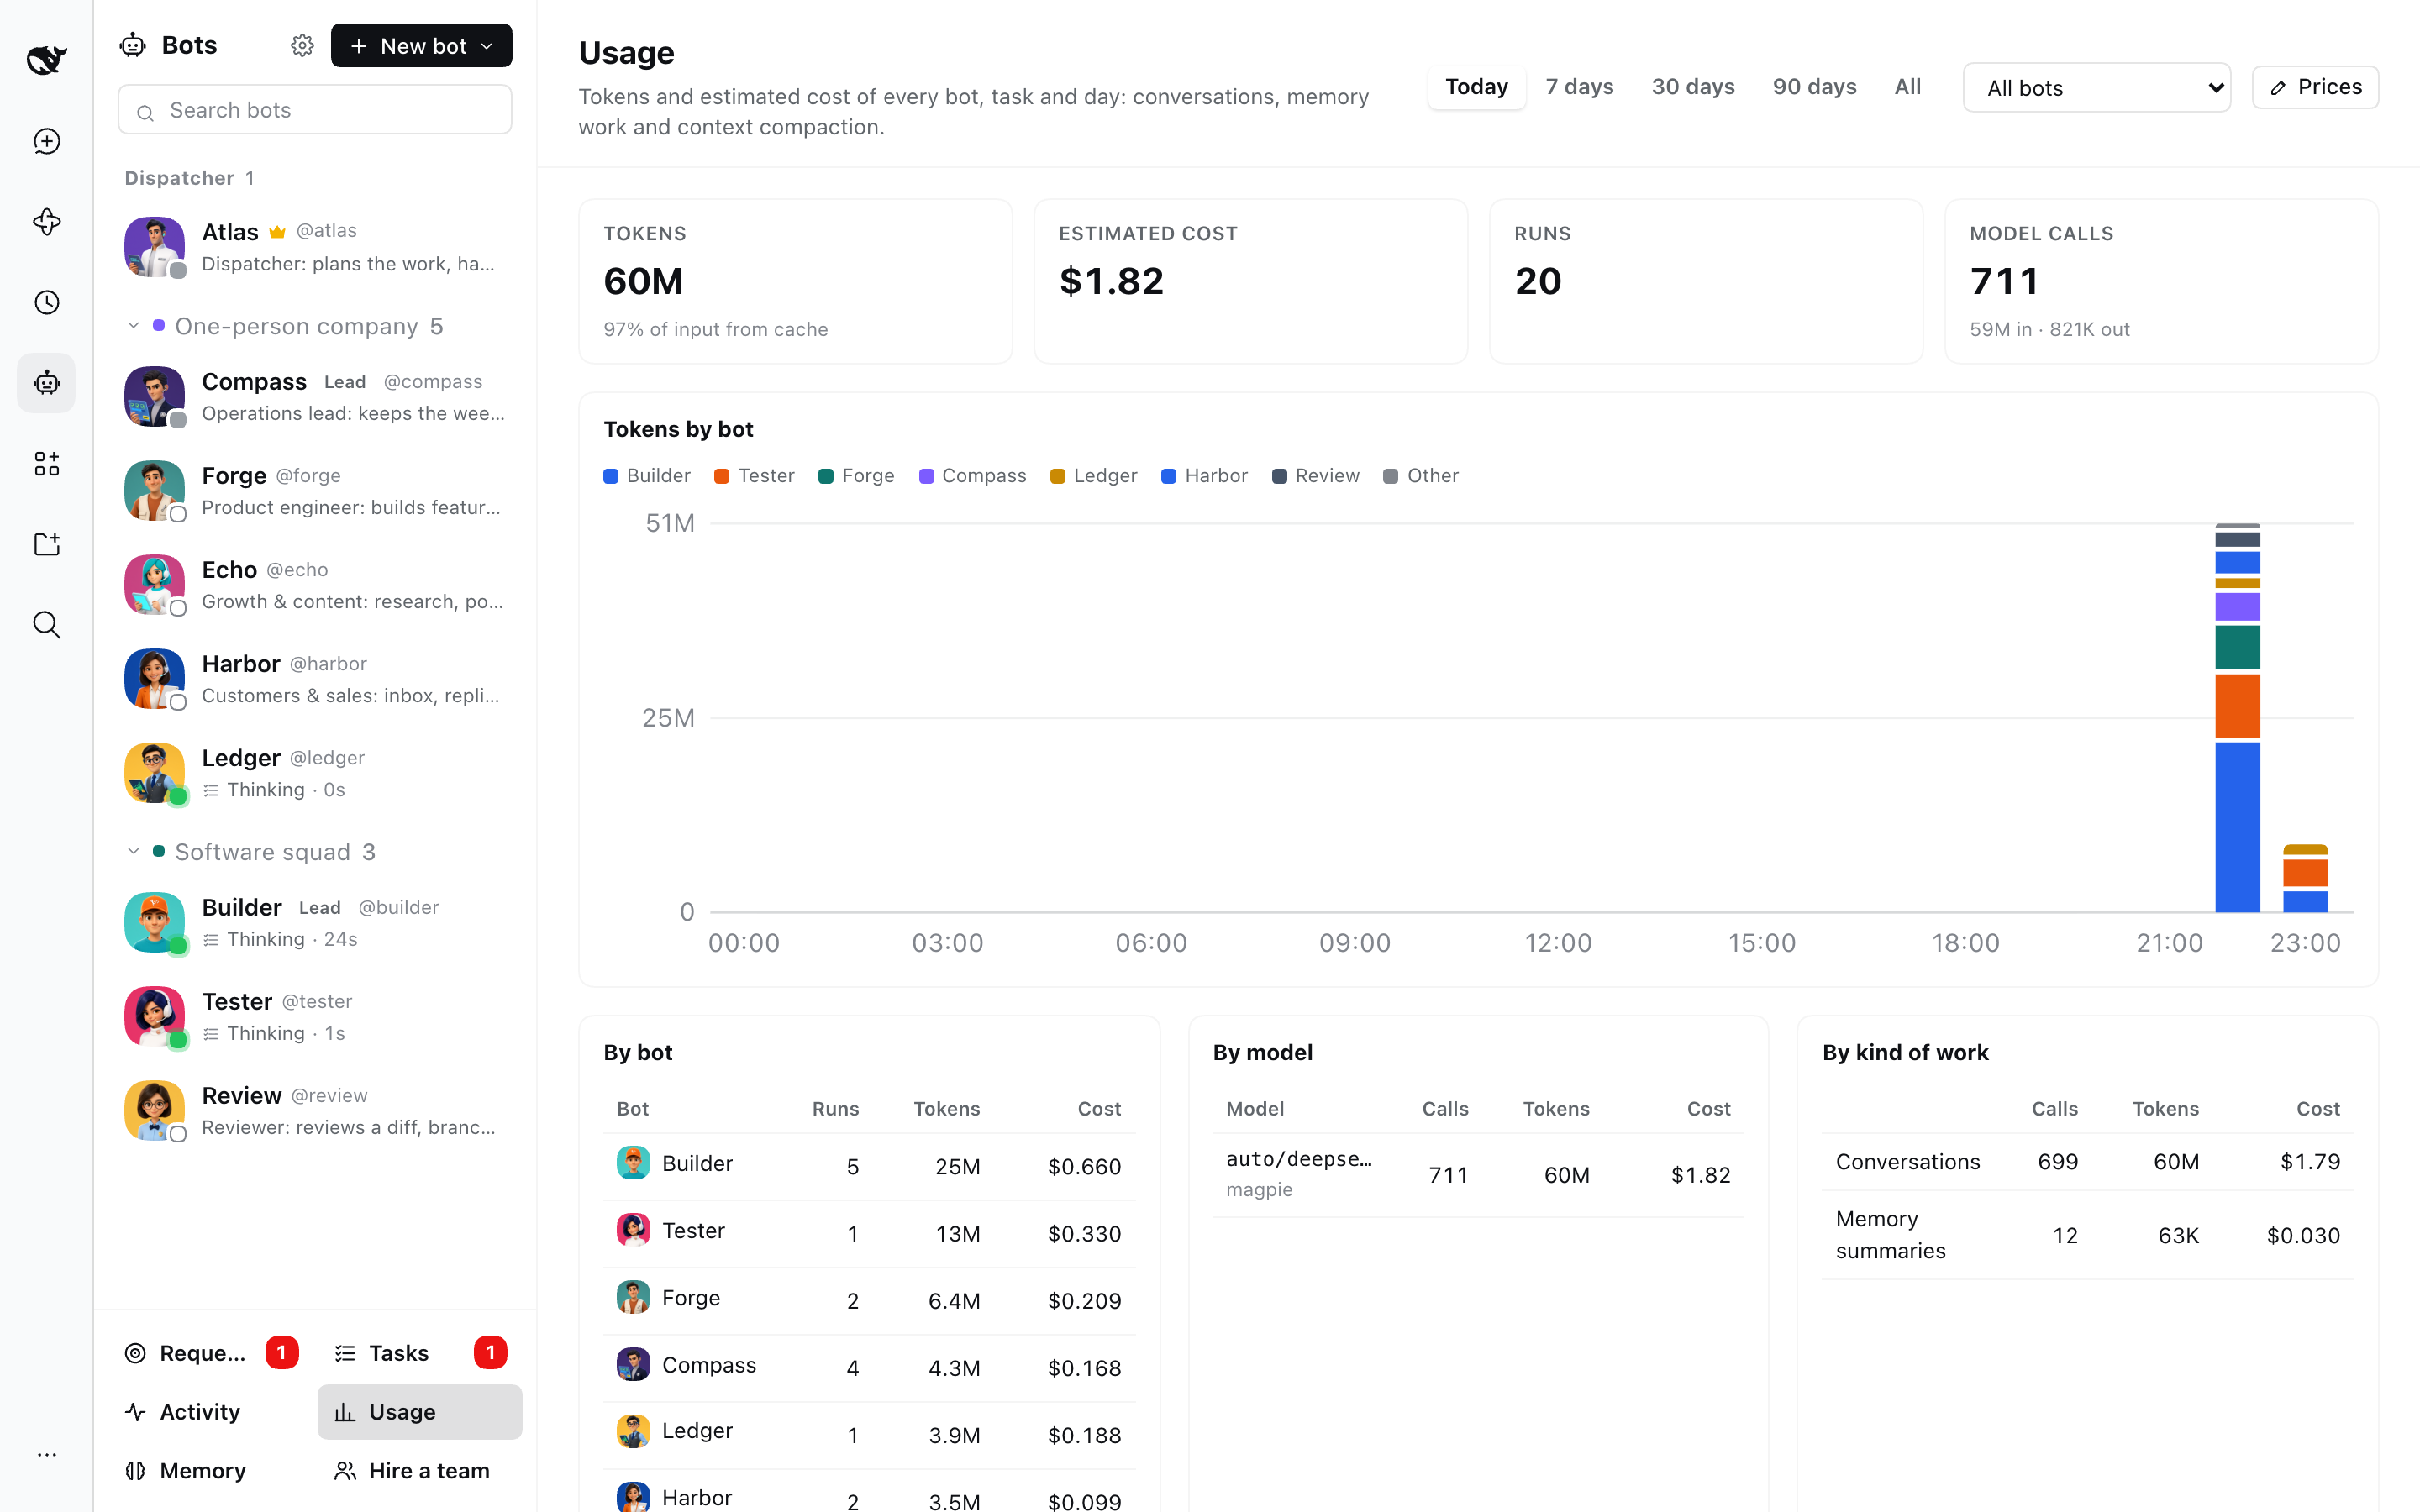 Bots
New bot
Search bots
Dispatcher 1
Atlas @atlas
Dispatcher: plans the work, ha...
One-person company 5
Compass Lead @compass
Operations lead: keeps the wee...
Forge @forge
Product engineer: builds featur...
Echo @echo
Growth & content: research, po...
Harbor @harbor
Customers & sales: inbox, repli...
Ledger @ledger
Thinking · 0s
Software squad 3
Builder Lead @builder
Thinking · 24s
Tester @tester
Thinking · 1s
Review @review
Reviewer: reviews a diff, branc...
Reque... 1
Tasks 1
Activity
Usage
Memory
Hire a team
Usage
Tokens and estimated cost of every bot, task and day: conversations, memory
work and context compaction.
Today 7 days 30 days 90 days All
All bots
Prices
TOKENS
60M
97% of input from cache
ESTIMATED COST
$1.82
RUNS
20
MODEL CALLS
711
59M in · 821K out
Tokens by bot
Builder Tester Forge Compass Ledger Harbor Review Other
51M
25M
0
00:00 03:00 06:00 09:00 12:00 15:00 18:00 21:00 23:00
By bot
Bot Runs Tokens Cost
Builder 5 25M $0.660
Tester 1 13M $0.330
Forge 2 6.4M $0.209
Compass 4 4.3M $0.168
Ledger 1 3.9M $0.188
Harbor 2 3.5M $0.099
By model
Model Calls Tokens Cost
auto/deepse… 711 60M $1.82
magpie
By kind of work
Calls Tokens Cost
Conversations 699 60M $1.79
Memory
summaries 12 63K $0.030